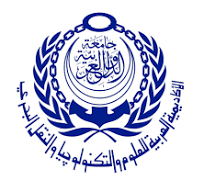 جامعة
الدول العربية
الأكاديمية العربية للعلوم والتكنولوجيا والنقل البحري